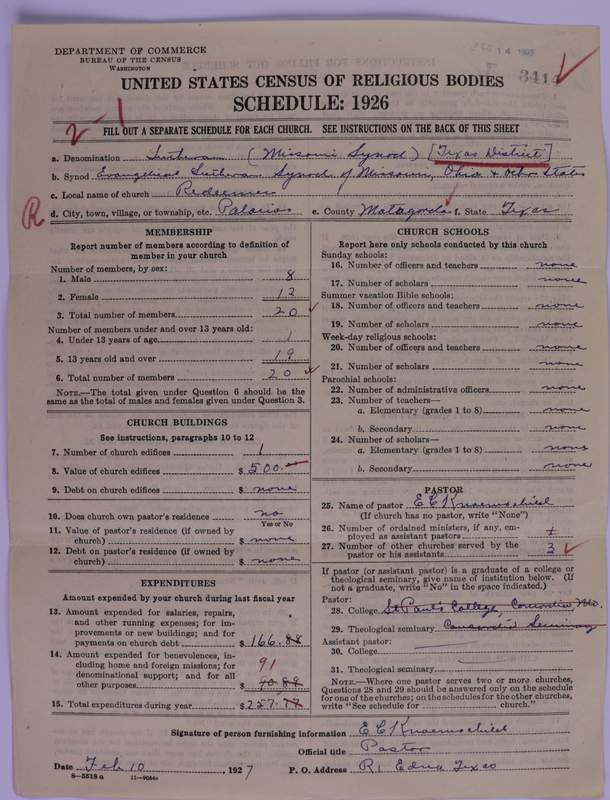 DEPARTMENT OF COMMERCE
BUREAU OF THE CENSUS
WASHINGTON
3414
UNITED STATES CENSUS OF RELIGIOUS BODIES
SCHEDULE: 1926
2-1
FILL OUT A SEPARATE SCHEDULE FOR EACH CHURCH. SEE INSTRUCTIONS ON THE BACK OF THIS SHEET
a. Denomination Lutheran (Missouri Synod) [Texas District]
b. Synod Evangelical Lutheran Synod of Missouri, Ohio & other States
c. Local name of church Redeemer
R
d. City, town, village, or township, etc. Palacios e. County Matagorda f. State Texas
MEMBERSHIP
Report number of members according to definition of member in your church
Number of members, by sex:
1. Male 8
2. Female 12
3. Total number of members 20
Number of members under and over 13 years old:
4. Under 13 years of age 1
5. 13 years old and over 19
6. Total number of members 20
NOTE.—The total given under Question 6 should be
same as the total of males and females given under Question 3.
CHURCH BUILDINGS
See instructions, paragraphs 10 to 12
7. Number of church edifices 1
8. Value of church edifices $ 500.
9. Debt on church edifices $ none
10. Does church own pastor's residence no
Yes or No
11. Value of pastor's residence (if owned by
church) $ none
12. Debt on pastor's residence (if owned by
church) $ none
EXPENDITURES
Amount expended by your church during last fiscal year
13. Amount expended for salaries, repairs,
and other running expenses; for im-
provements or new buildings; and for
payments on church debt $ 166.88
14. Amount expended for benevolences, in-
cluding home and foreign missions; for
denominational support; and for all
other purposes $ 90.89
91
15. Total expenditures during year $ 257.77
CHURCH SCHOOLS
Report here only schools conducted by this church
Sunday schools:
16. Number of officers and teachers none
17. Number of scholars none
Summer vacation Bible schools:
18. Number of officers and teachers none
19. Number of scholars none
Week-day religious schools:
20. Number of officers and teachers none
21. Number of scholars none
Parochial schools:
22. Number of administrative officers none
23. Number of teachers—
a. Elementary (grades 1 to 8) none
b. Secondary none
24. Number of scholars—
a. Elementary (grades 1 to 8) none
b. Secondary none
PASTOR
25. Name of pastor
(If church has no pastor, write "None")
26. Number of ordained ministers, if any, em-
ployed as assistant pastors
27. Number of other churches served by the
pastor or his assistants 3
If pastor (or assistant pastor) is a graduate of a college or
theological seminary, give name of institution below. (If
not a graduate, write "No" in the space indicated.)
Pastor:
28. College St Paul's College, Concordia Mo.
29. Theological seminary Concordia Seminary
Assistant pastor:
30. College
31. Theological seminary
NOTE.—Where one pastor serves two or more churches,
Questions 28 and 29 should be answered only on the schedule
for one of the churches; on the schedules for the other churches,
write "See schedule for church."
Signature of person furnishing information
Official title Pastor
Date Feb 10, 1927 P. O. Address R1 Edna Texas
8-5518a 11-9024